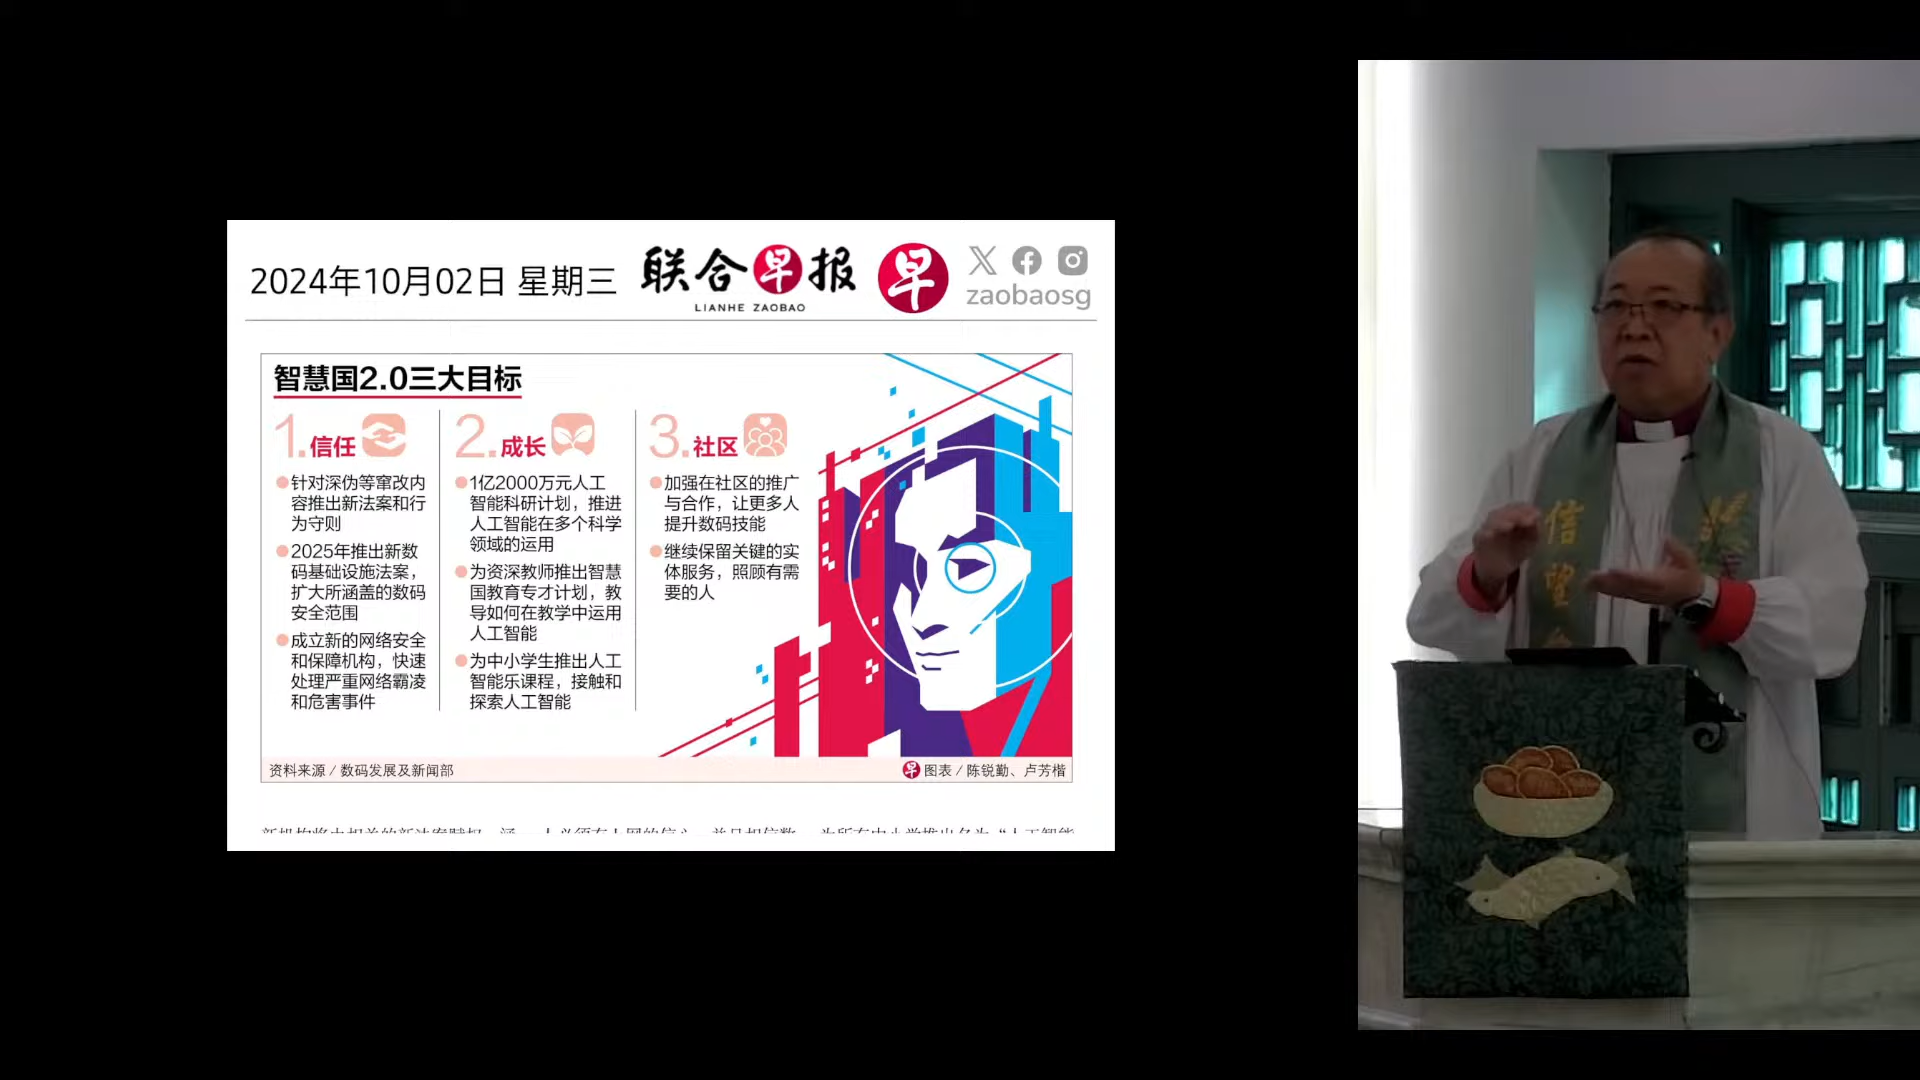 2024年10月02日 星期三
联合早报
LIANHE ZAOBAO
早
zaobaosg
智慧国2.0三大目标
1.信任
针对深伪等窜改内
容推出新法案和行
为守则
2025年推出新数
码基础设施法案，
扩大所涵盖的数码
安全范围
成立新的网络安全
和保障机构，快速
处理严重网络霸凌
和危害事件
2.成长
1亿2000万元人工
智能科研计划，推进
人工智能在多个科学
领域的运用
为资深教师推出智慧
国教育专才计划，教
导如何在教学中运用
人工智能
为中小学生推出人工
智能乐课程，接触和
探索人工智能
3.社区
加强在社区的推广
与合作，让更多人
提升数码技能
继续保留关键的实
体服务，照顾有需
要的人
资料来源／数码发展及新闻部
早 图表／陈锐勤、卢芳楷
信
望